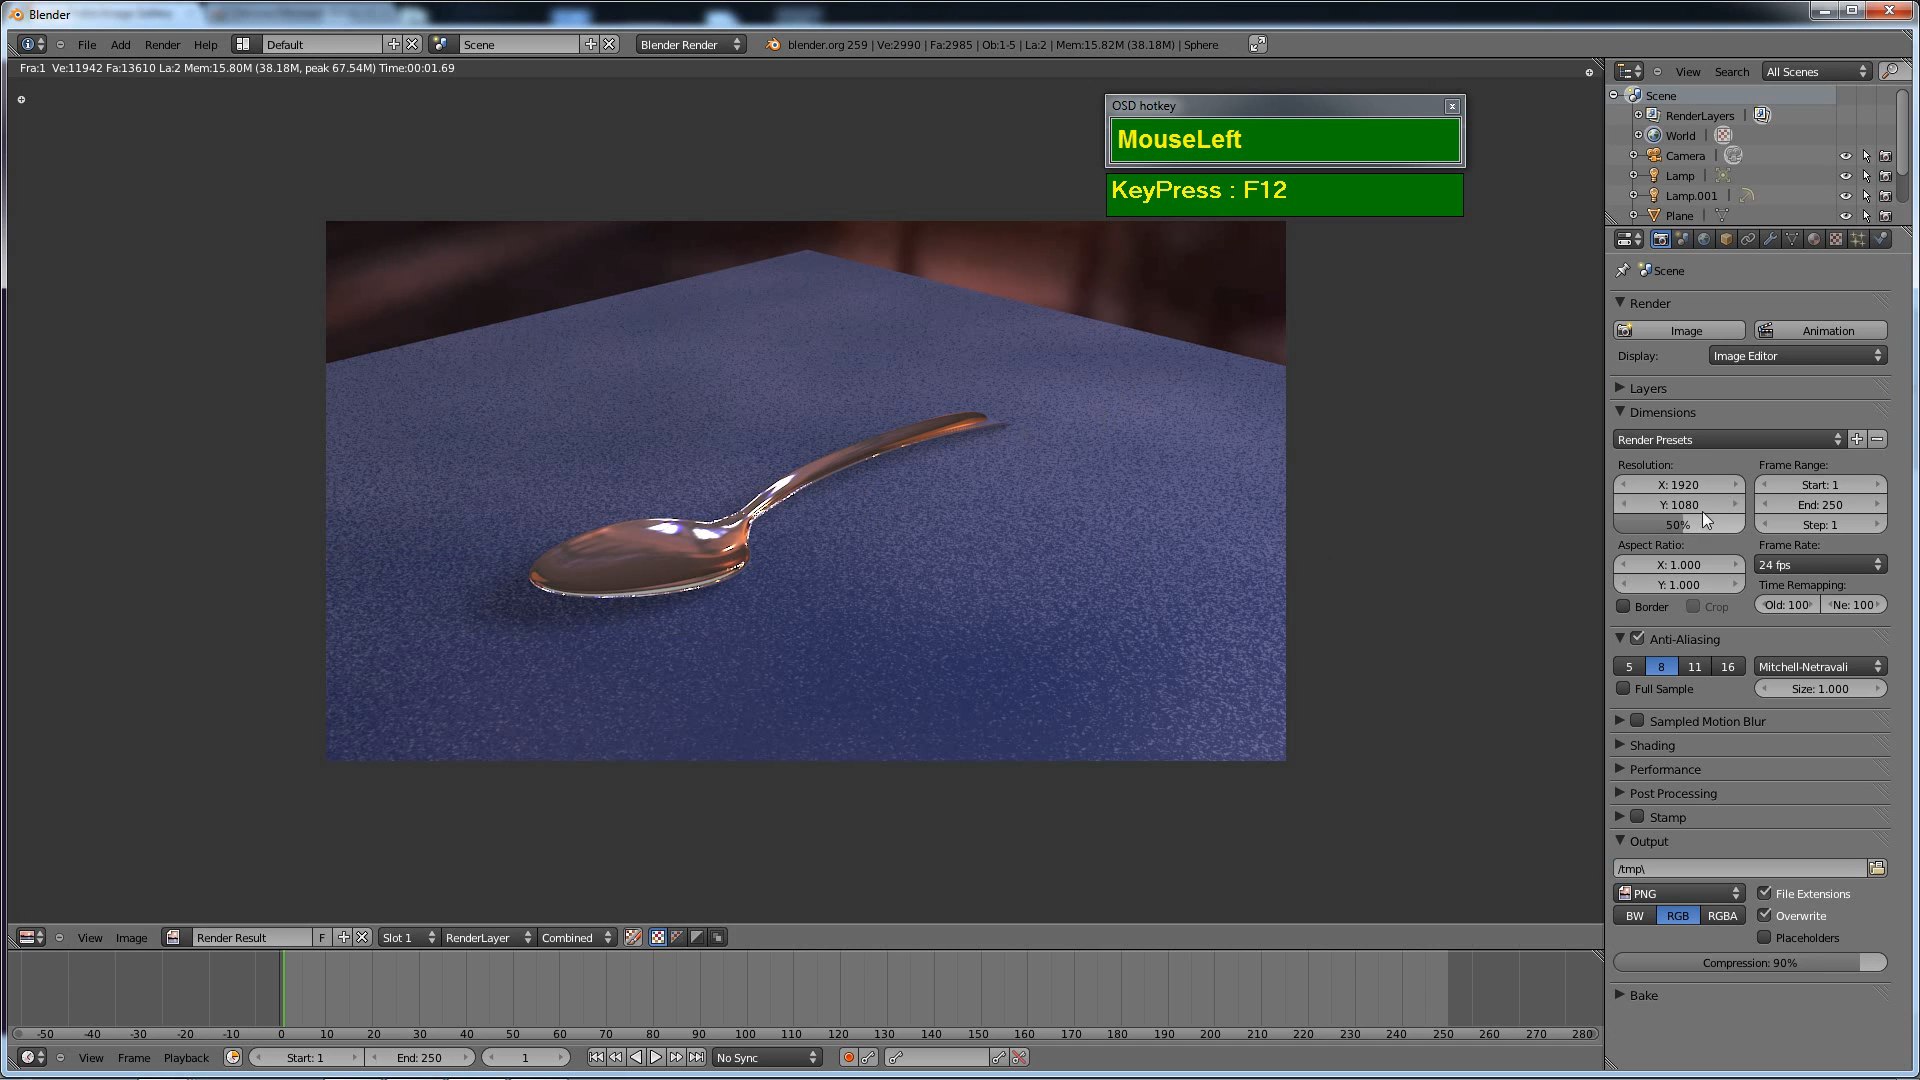 Blender
File Add Render Help Default Scene Blender Render blender.org 259 | Ve:2990 | Fa:2985 | Ob:1-5 | La:2 | Mem:15.82M (38.18M) | Sphere
Fra:1 Ve:11942 Fa:13610 La:2 Mem:15.80M (38.18M, peak 67.54M) Time:00:01.69
View Search All Scenes
OSD hotkey
MouseLeft
KeyPress : F12
Scene
RenderLayers |
World |
Camera |
Lamp |
Lamp.001 |
Plane |
Scene
Render
Image Animation
Display: Image Editor
Layers
Dimensions
Render Presets
Resolution: Frame Range:
X: 1920 Start: 1
Y: 1080 End: 250
50% Step: 1
Aspect Ratio: Frame Rate:
X: 1.000 24 fps
Y: 1.000 Time Remapping:
Border Crop Old: 100 Ne: 100
Anti-Aliasing
5 8 11 16 Mitchell-Netravali
Full Sample Size: 1.000
Sampled Motion Blur
Shading
Performance
Post Processing
Stamp
Output
/tmp\
PNG File Extensions
BW RGB RGBA Overwrite
Placeholders
Compression: 90%
Bake
View Image Render Result F Slot 1 RenderLayer Combined
-50 -40 -30 -20 -10 0 10 20 30 40 50 60 70 80 90 100 110 120 130 140 150 160 170 180 190 200 210 220 230 240 250 260 270 280
View Frame Playback Start: 1 End: 250 1 No Sync